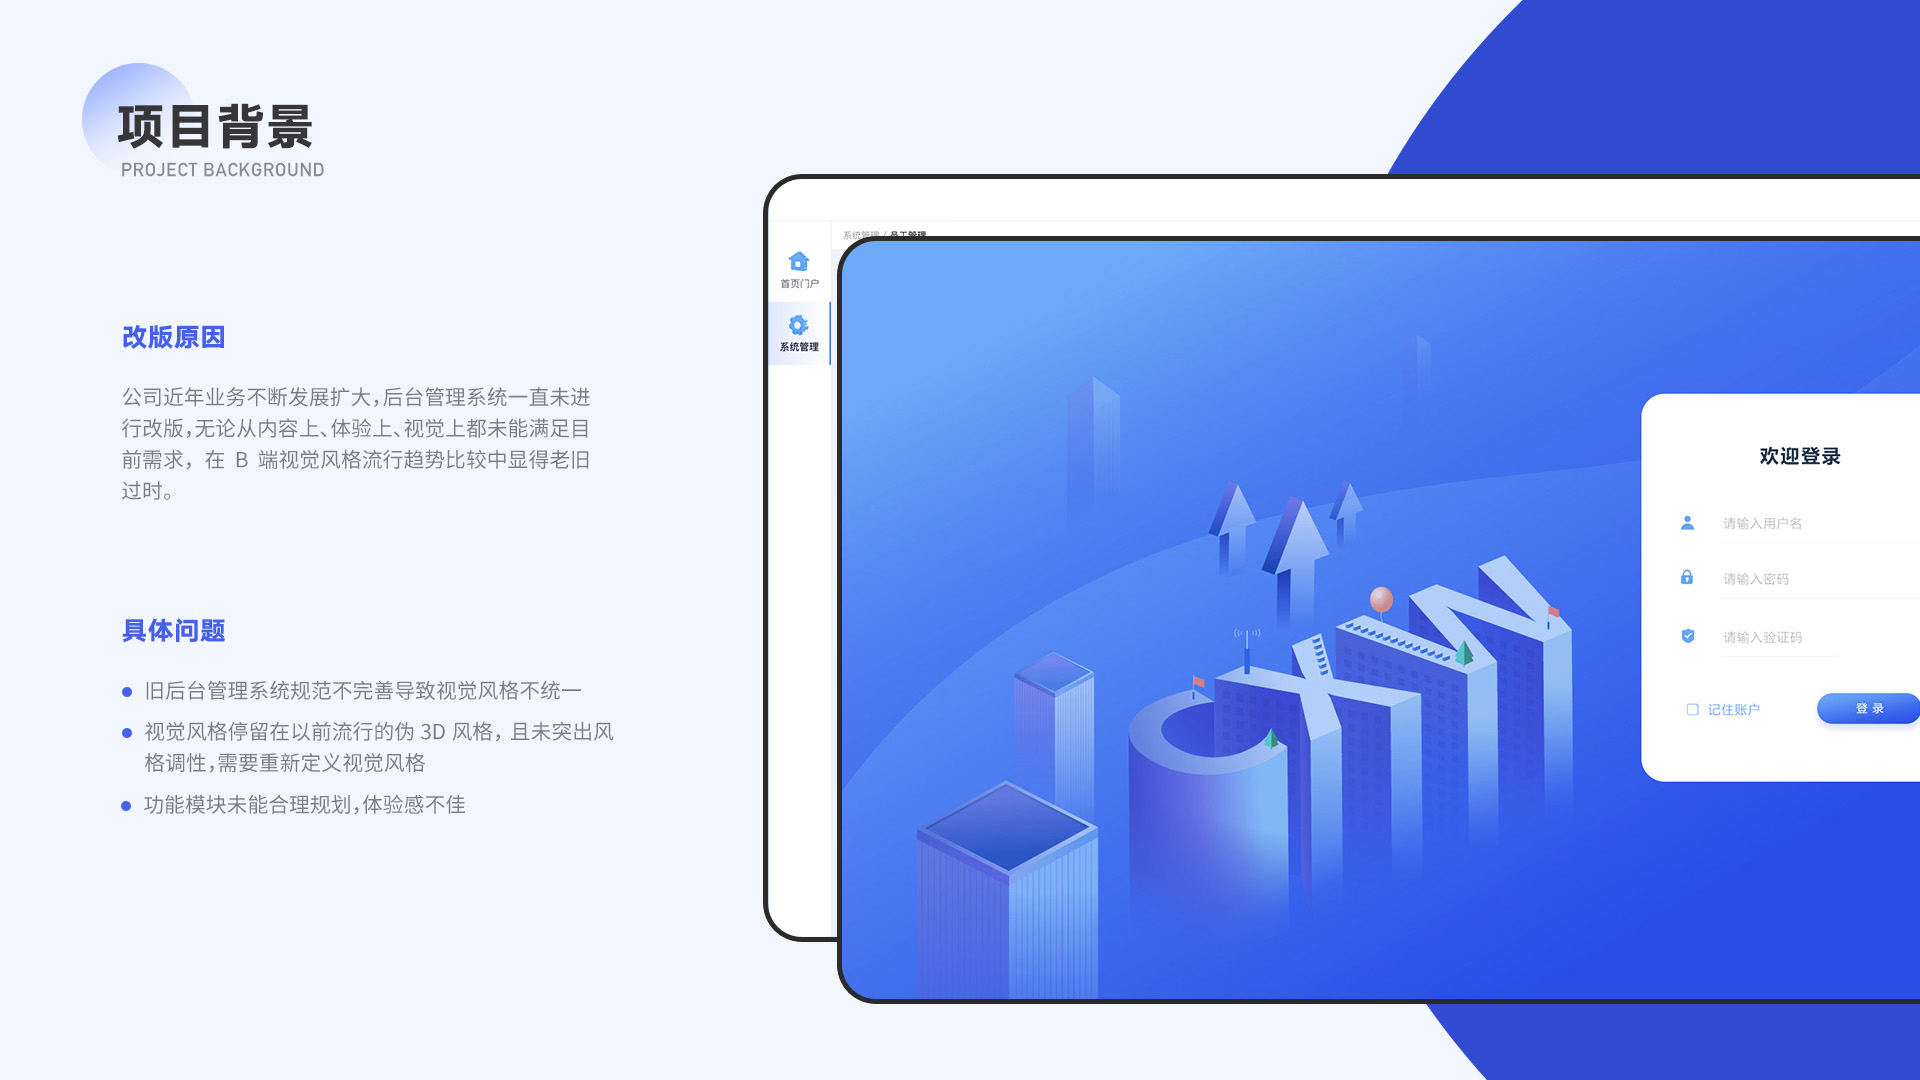 项目背景
PROJECT BACKGROUND
改版原因
公司近年业务不断发展扩大，后台管理系统一直未进
行改版，无论从内容上、体验上、视觉上都未能满足目
前需求，在 B 端视觉风格流行趋势比较中显得老旧
过时。
具体问题
旧后台管理系统规范不完善导致视觉风格不统一
视觉风格停留在以前流行的伪 3D 风格，且未突出风
格调性，需要重新定义视觉风格
功能模块未能合理规划，体验感不佳
系统管理 / 员工管理
首页门户
系统管理
欢迎登录
请输入用户名
请输入密码
请输入验证码
记住账户
登 录